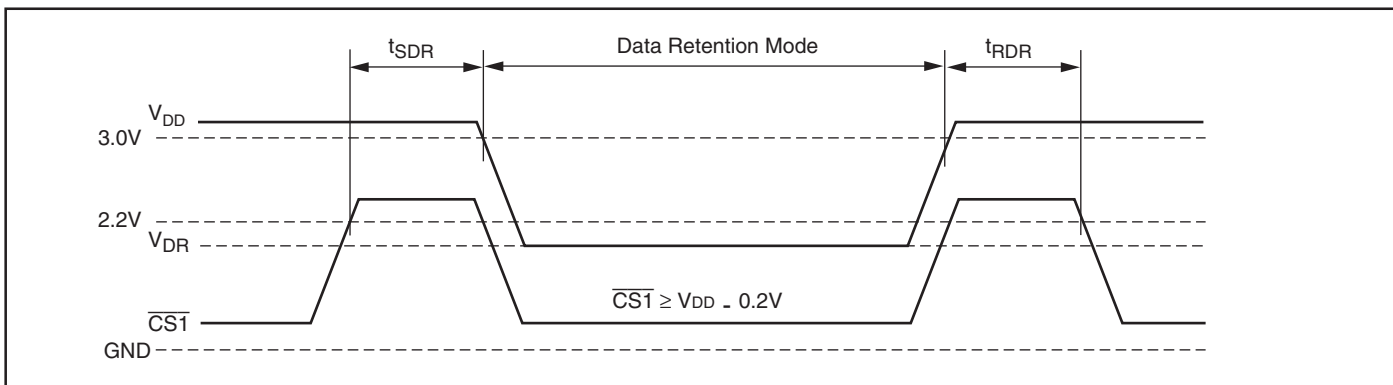 tSDR Data Retention Mode tRDR
VDD
3.0V
2.2V
VDR
CS1 ≥ VDD - 0.2V
CS1
GND